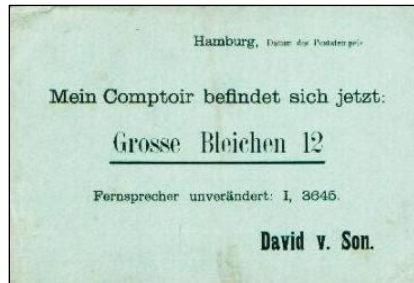 Hamburg, Datum des Poststempels
Mein Comptoir befindet sich jetzt:
Grosse Bleichen 12
Fernsprecher unverändert: I, 3645.
David v. Son.